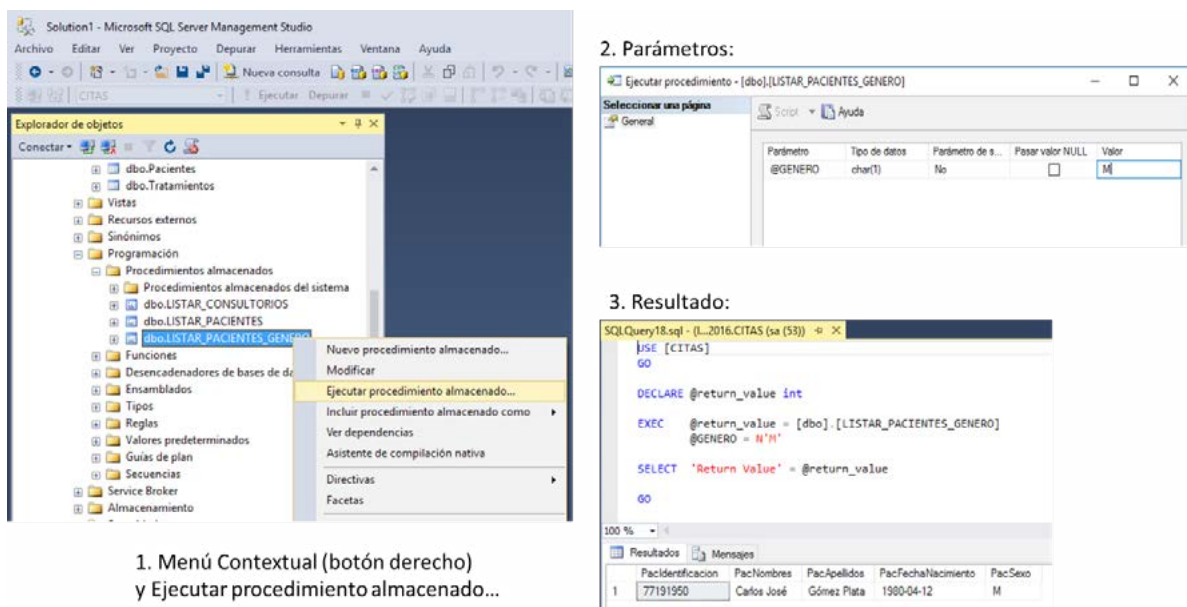 Solution1 - Microsoft SQL Server Management Studio
Archivo Editar Ver Proyecto Depurar Herramientas Ventana Ayuda
Nueva consulta
CITAS Ejecutar Depurar
Explorador de objetos
Conectar
dbo.Pacientes
dbo.Tratamientos
Vistas
Recursos externos
Sinónimos
Programación
Procedimientos almacenados
Procedimientos almacenados del sistema
dbo.LISTAR_CONSULTORIOS
dbo.LISTAR_PACIENTES
dbo.LISTAR_PACIENTES_GENERO
Funciones
Desencadenadores de bases de da
Ensamblados
Tipos
Reglas
Valores predeterminados
Guías de plan
Secuencias
Service Broker
Almacenamiento
Nuevo procedimiento almacenado...
Modificar
Ejecutar procedimiento almacenado...
Incluir procedimiento almacenado como
Ver dependencias
Asistente de compilación nativa
Directivas
Facetas
1. Menú Contextual (botón derecho)
y Ejecutar procedimiento almacenado...
2. Parámetros:
Ejecutar procedimiento - [dbo].[LISTAR_PACIENTES_GENERO]
Seleccionar una página
General
Script Ayuda
Parámetro Tipo de datos Parámetro de s... Pasar valor NULL Valor
@GENERO char(1) No M
3. Resultado:
SQLQuery18.sql - (l...2016.CITAS (sa (53))
USE [CITAS]
GO
DECLARE @return_value int
EXEC @return_value = [dbo].[LISTAR_PACIENTES_GENERO]
@GENERO = N'M'
SELECT 'Return Value' = @return_value
GO
100 %
Resultados Mensajes
PacIdentificacion PacNombres PacApellidos PacFechaNacimiento PacSexo
1 77191950 Carlos José Gómez Plata 1980-04-12 M